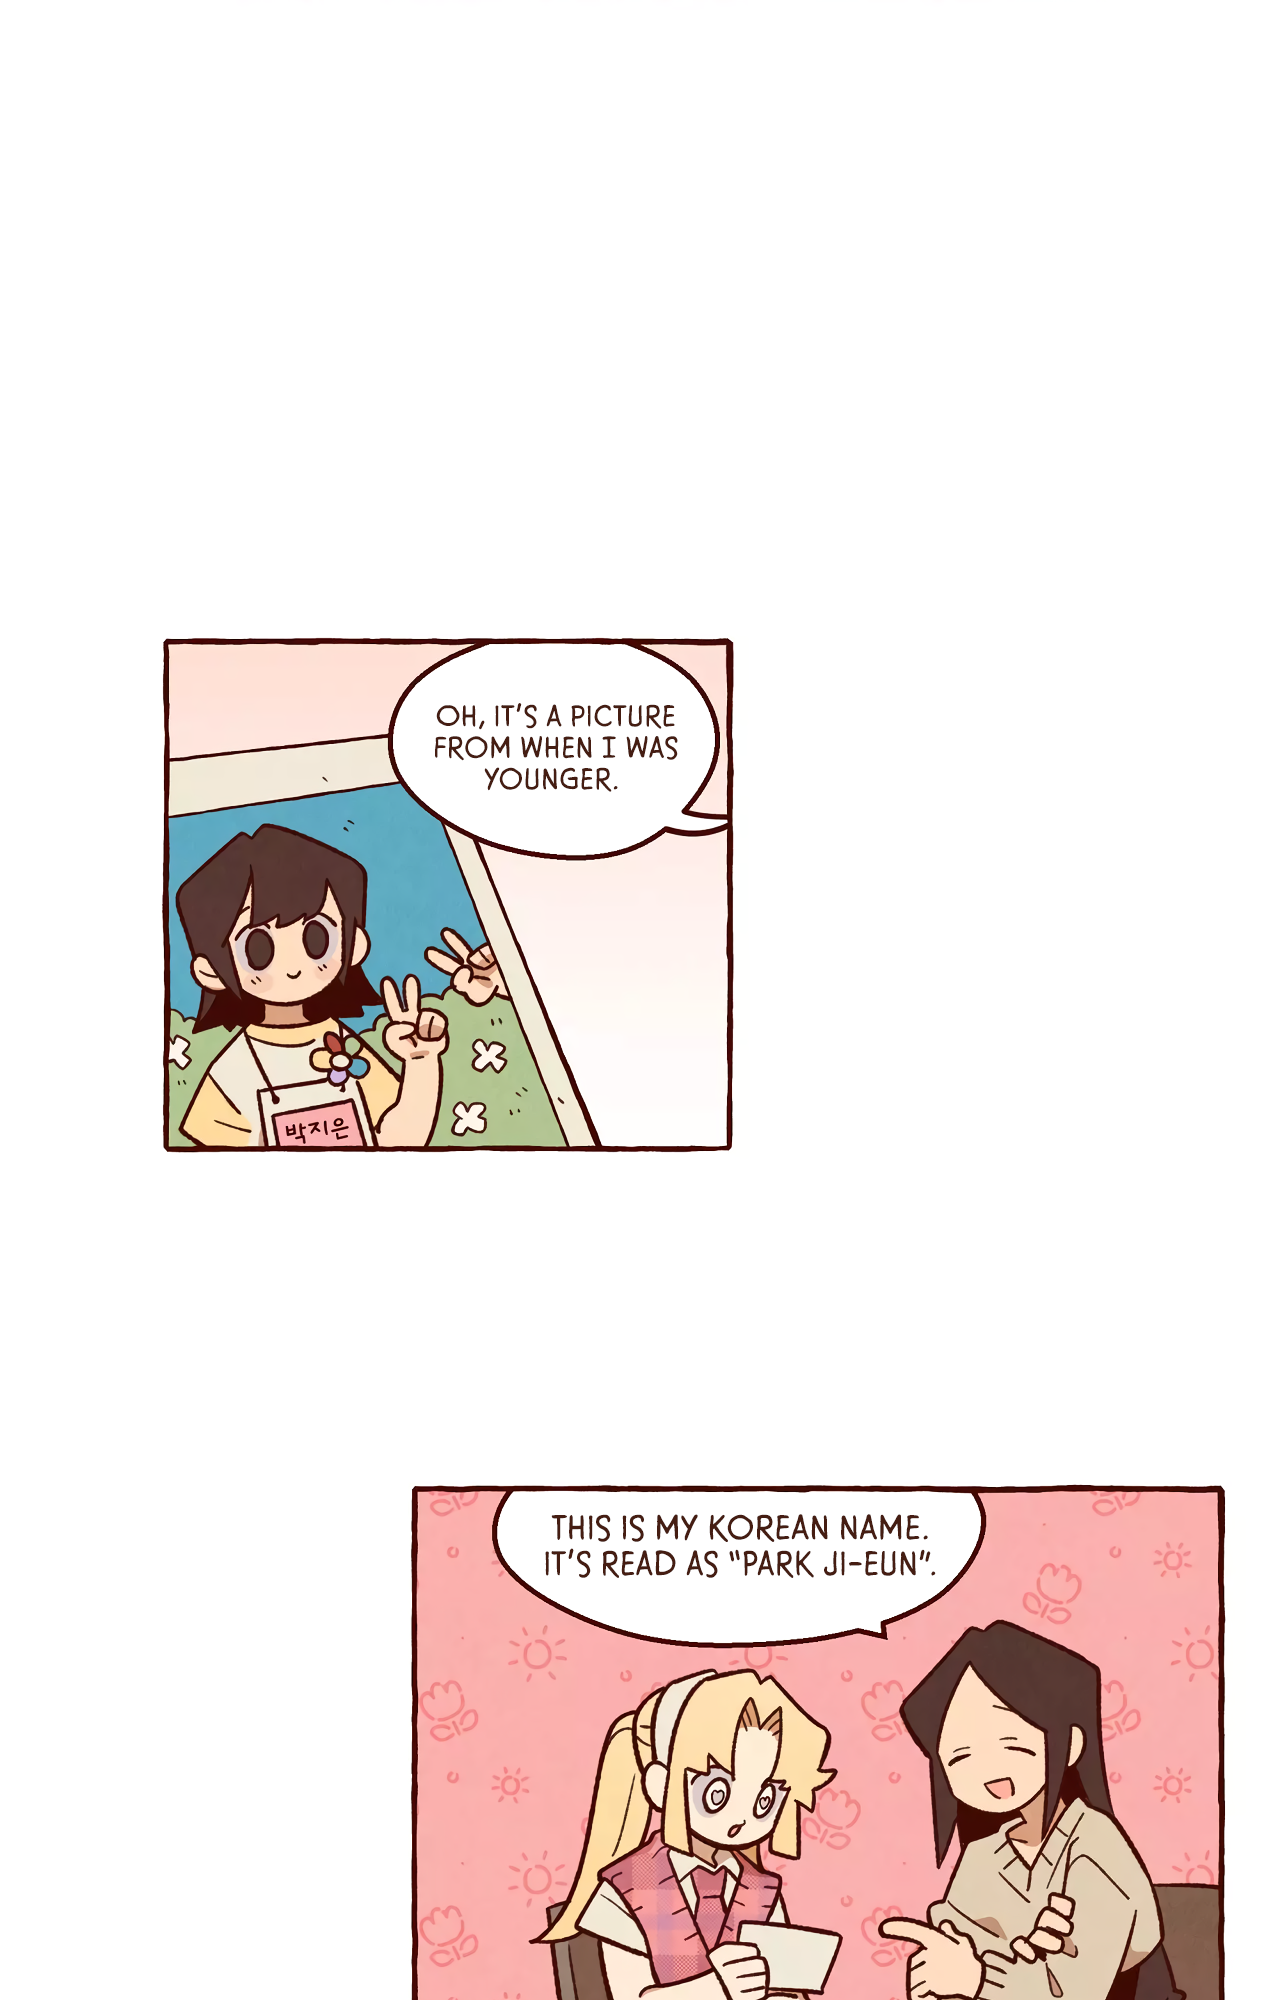 OH, IT'S A PICTURE
FROM WHEN I WAS
YOUNGER.
박지은
THIS IS MY KOREAN NAME.
IT'S READ AS "PARK JI-EUN".